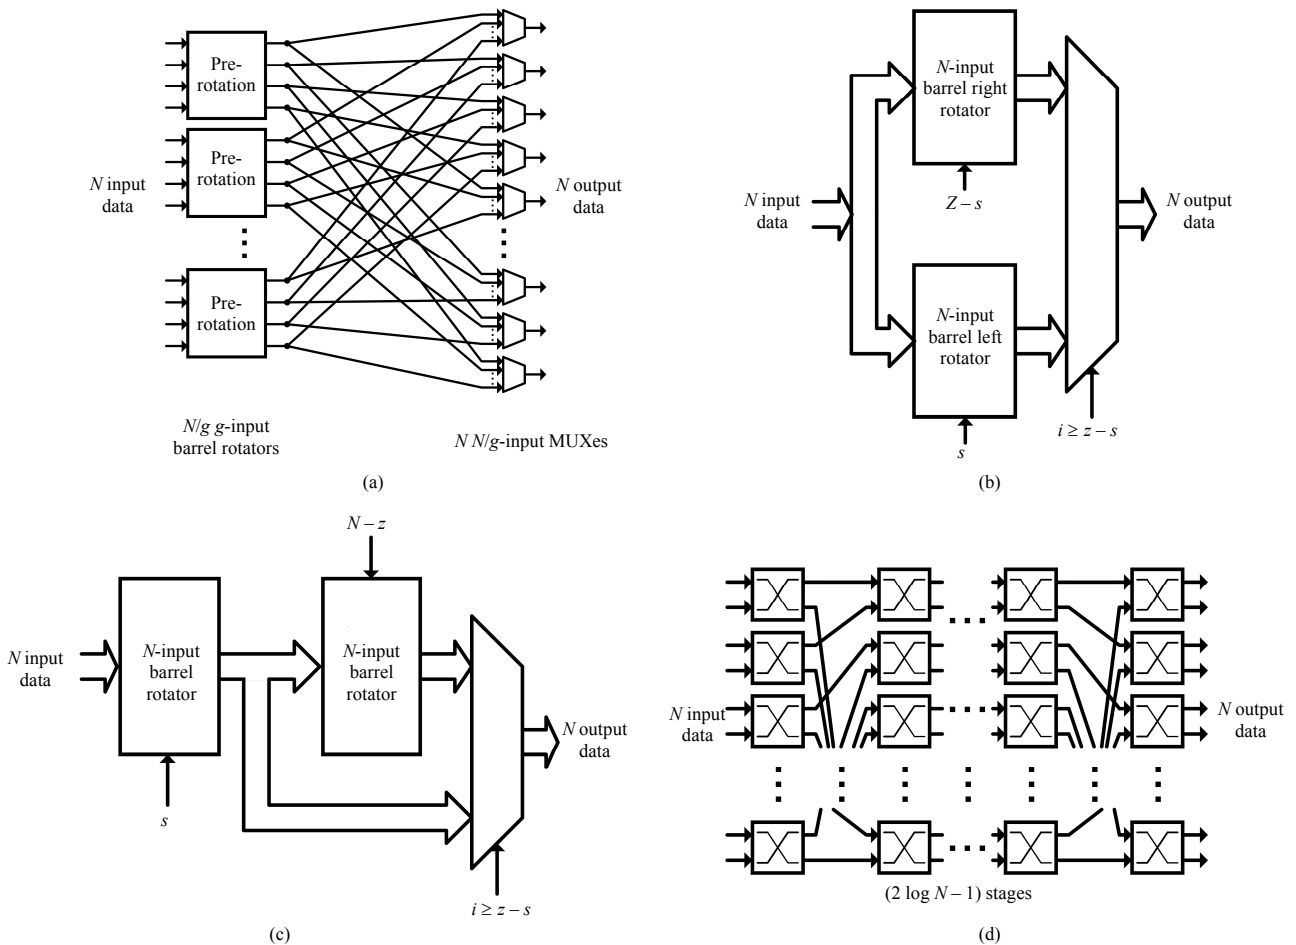 Pre-
rotation
Pre-
rotation
Pre-
rotation
N input
data
N output
data
N/g g-input
barrel rotators
N N/g-input MUXes
(a)
N-input
barrel right
rotator
Z – s
N input
data
N output
data
N-input
barrel left
rotator
s
i ≥ z – s
(b)
N – z
N input
data
N-input
barrel
rotator
N-input
barrel
rotator
N output
data
s
i ≥ z – s
(c)
N input
data
N output
data
(2 log N – 1) stages
(d)